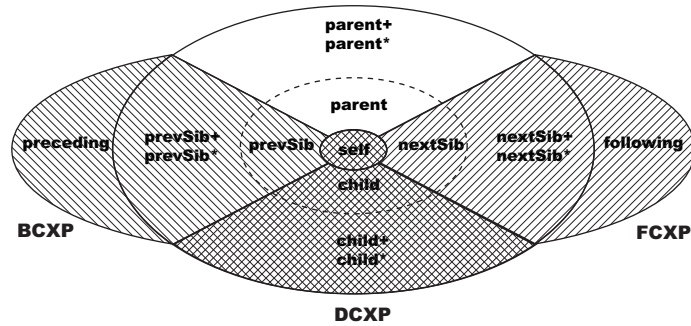 parent+
parent*
parent
preceding
prevSib+
prevSib*
prevSib
self
nextSib
nextSib+
nextSib*
following
child
BCXP
FCXP
child+
child*
DCXP